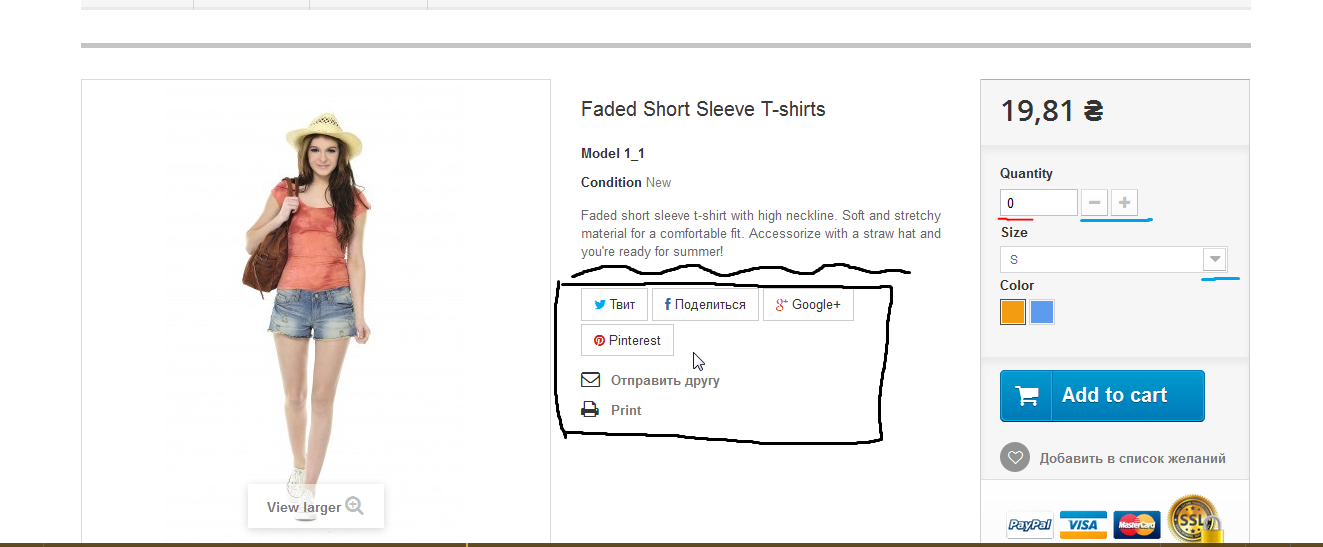 Faded Short Sleeve T-shirts
Model 1_1
Condition New
Faded short sleeve t-shirt with high neckline. Soft and stretchy
material for a comfortable fit. Accessorize with a straw hat and
you're ready for summer!
Твит Поделиться Google+
Pinterest
Отправить другу
Print
View larger
19,81 ₴
Quantity
0
Size
S
Color
Add to cart
Добавить в список желаний
PayPal VISA MasterCard SSL